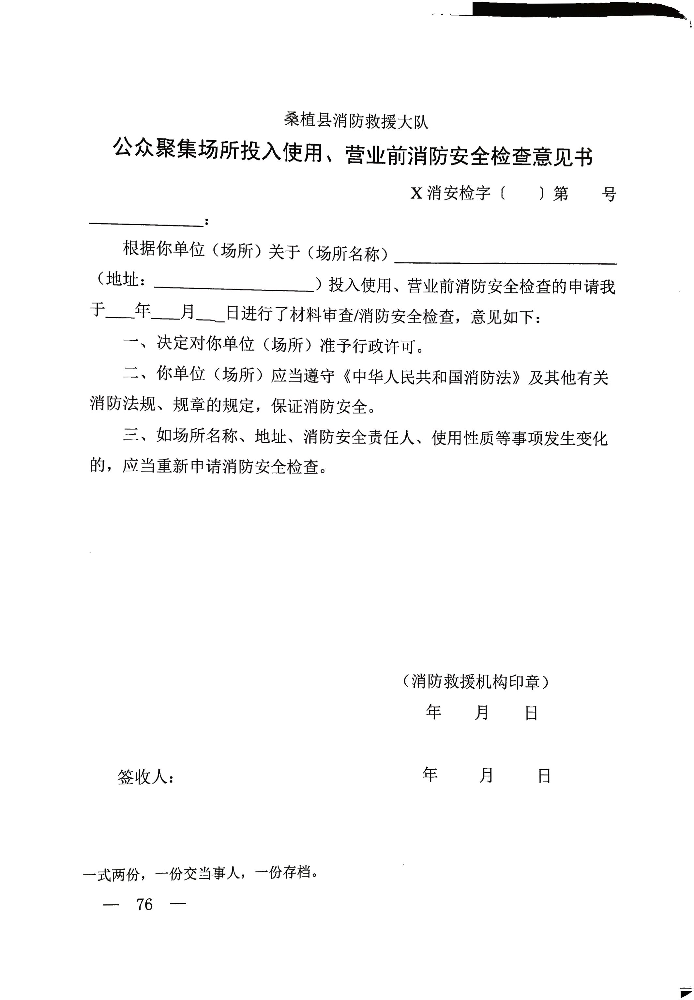 桑植县消防救援大队
公众聚集场所投入使用、营业前消防安全检查意见书
X 消安检字〔　　〕第　　号
______________：
根据你单位（场所）关于（场所名称）___________________________
（地址：___________________）投入使用、营业前消防安全检查的申请我
于___年___月___日进行了材料审查/消防安全检查，意见如下：
一、决定对你单位（场所）准予行政许可。
二、你单位（场所）应当遵守《中华人民共和国消防法》及其他有关
消防法规、规章的规定，保证消防安全。
三、如场所名称、地址、消防安全责任人、使用性质等事项发生变化
的，应当重新申请消防安全检查。
（消防救援机构印章）
年　　月　　日
签收人：　　年　　月　　日
一式两份，一份交当事人，一份存档。
— 76 —